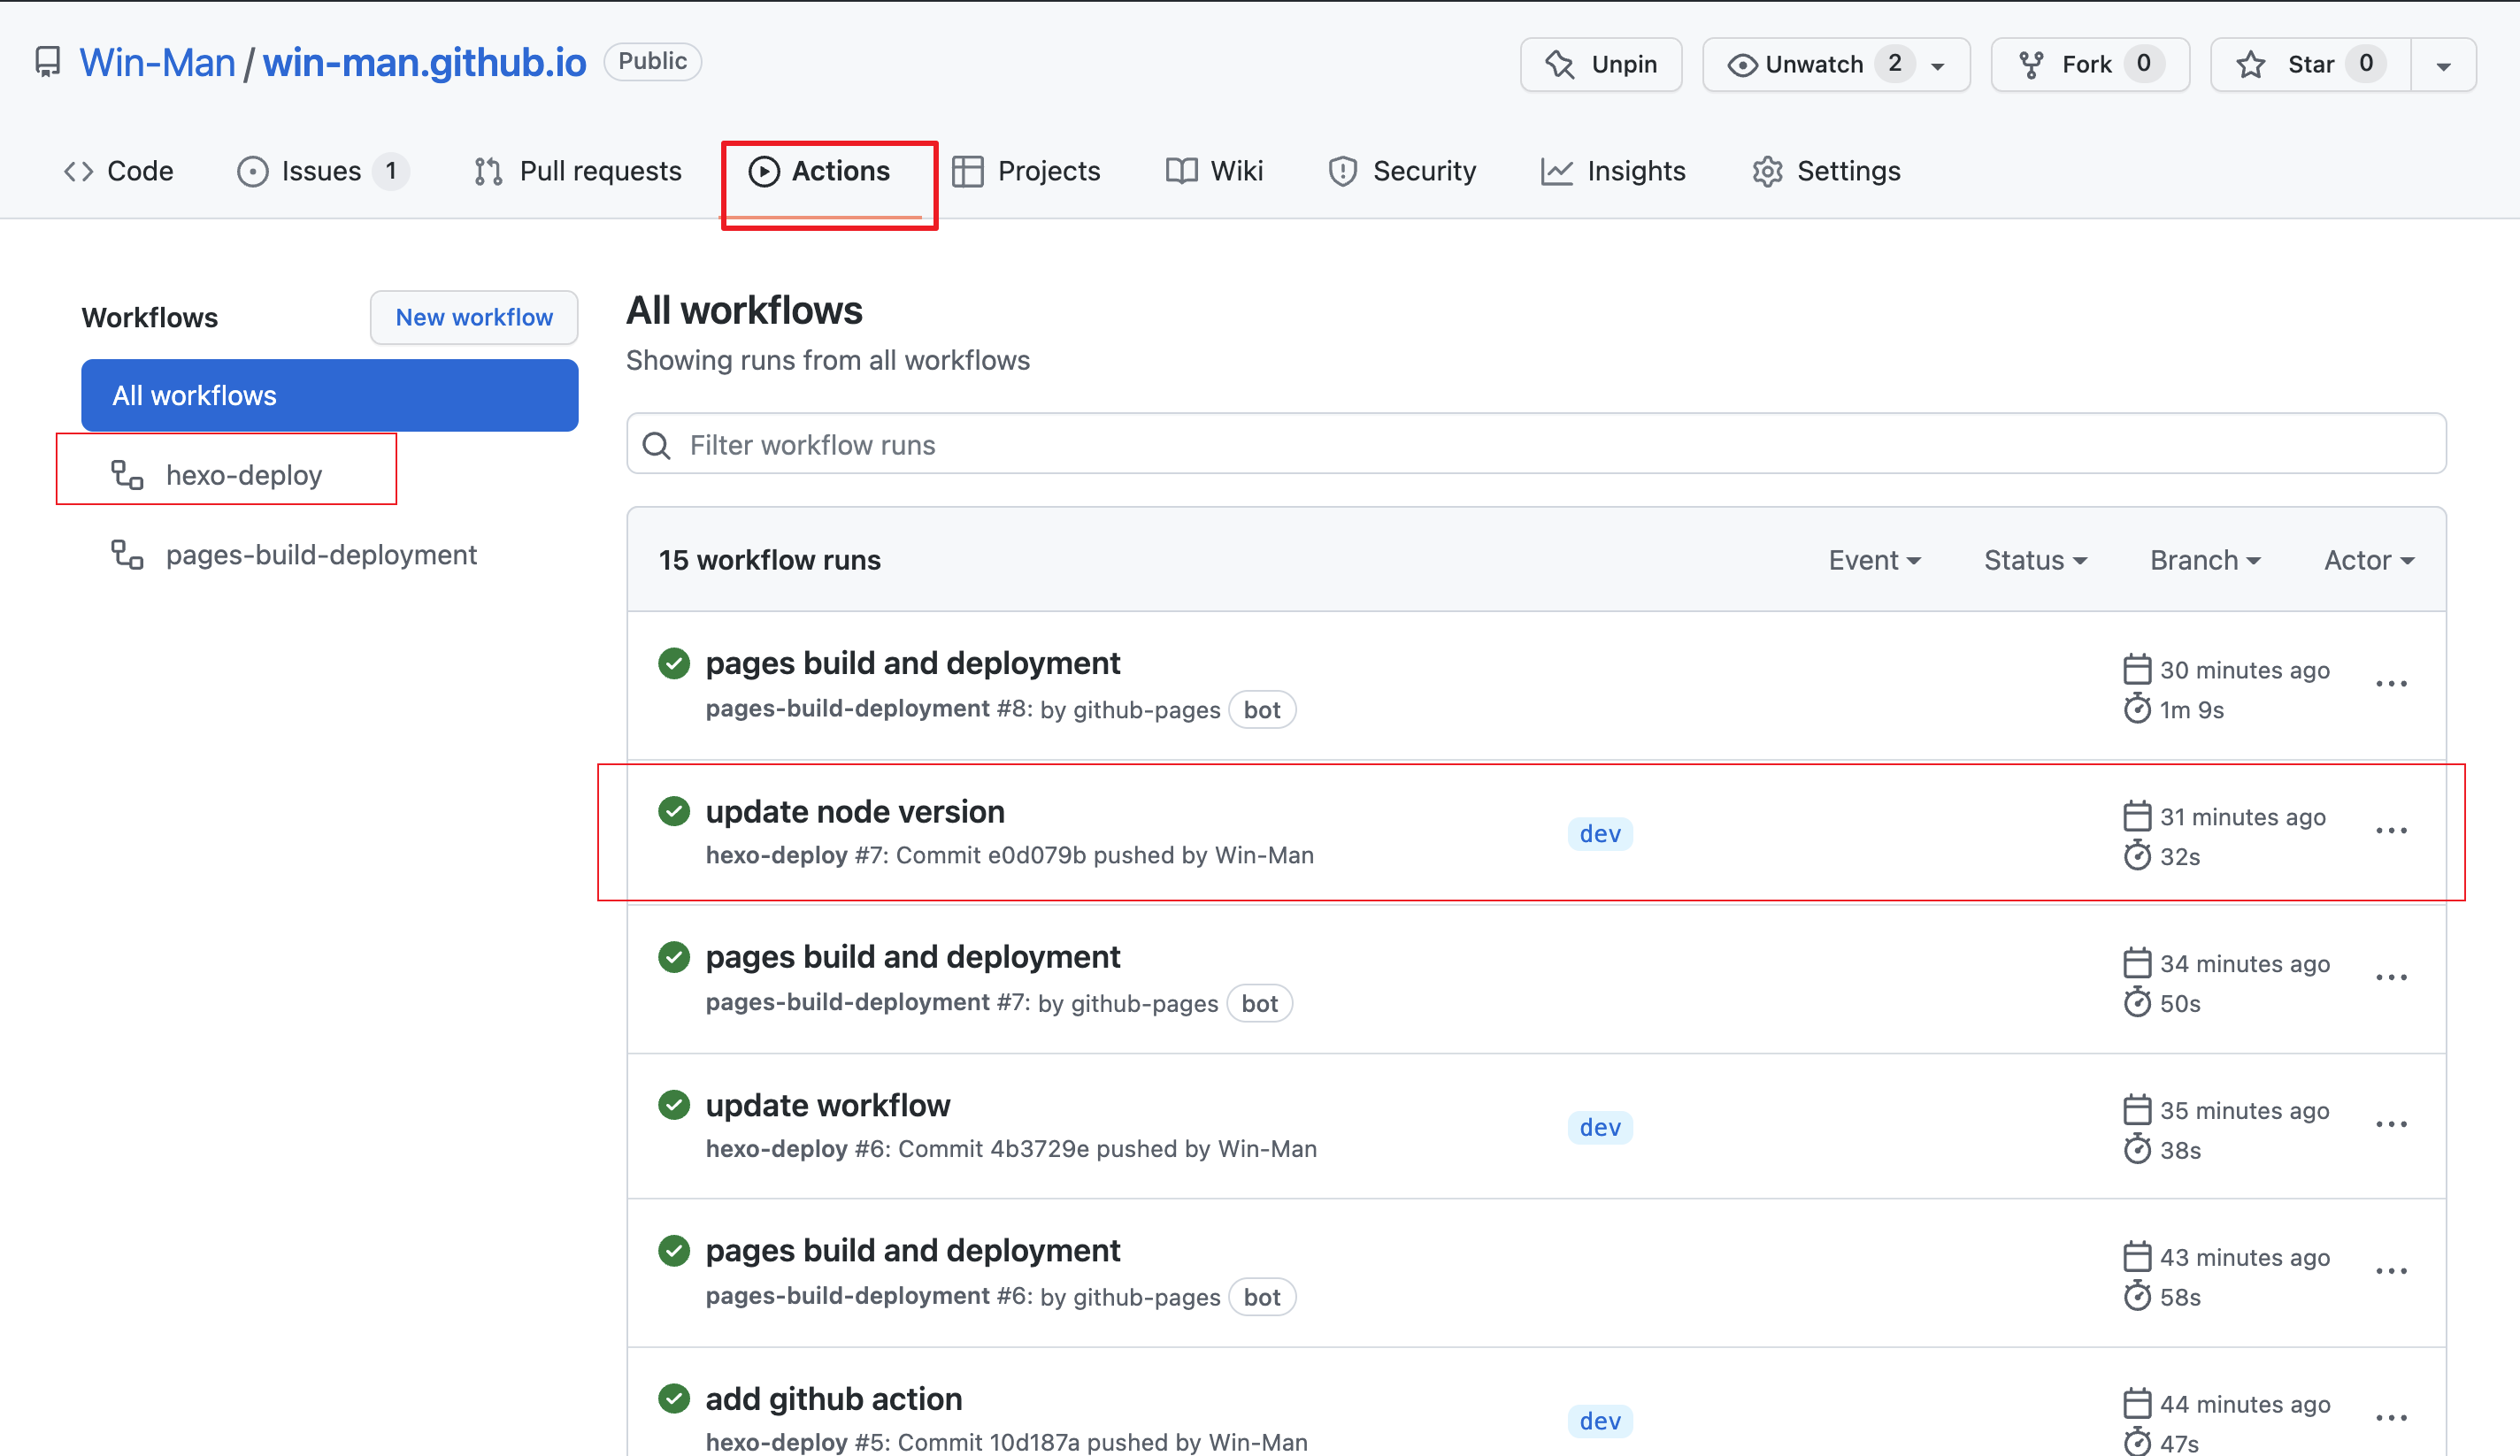 Win-Man / win-man.github.io Public
Unpin Unwatch 2 Fork 0 Star 0
Code Issues 1 Pull requests Actions Projects Wiki Security Insights Settings
Workflows New workflow
All workflows
hexo-deploy
pages-build-deployment
All workflows
Showing runs from all workflows
Filter workflow runs
15 workflow runs Event Status Branch Actor
pages build and deployment
pages-build-deployment #8: by github-pages bot
30 minutes ago
1m 9s
update node version
hexo-deploy #7: Commit e0d079b pushed by Win-Man
dev
31 minutes ago
32s
pages build and deployment
pages-build-deployment #7: by github-pages bot
34 minutes ago
50s
update workflow
hexo-deploy #6: Commit 4b3729e pushed by Win-Man
dev
35 minutes ago
38s
pages build and deployment
pages-build-deployment #6: by github-pages bot
43 minutes ago
58s
add github action
hexo-deploy #5: Commit 10d187a pushed by Win-Man
dev
44 minutes ago
47s